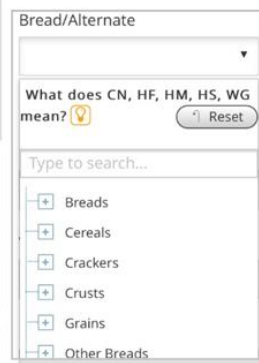 Bread/Alternate
What does CN, HF, HM, HS, WG
mean? Reset
Type to search...
Breads
Cereals
Crackers
Crusts
Grains
Other Breads